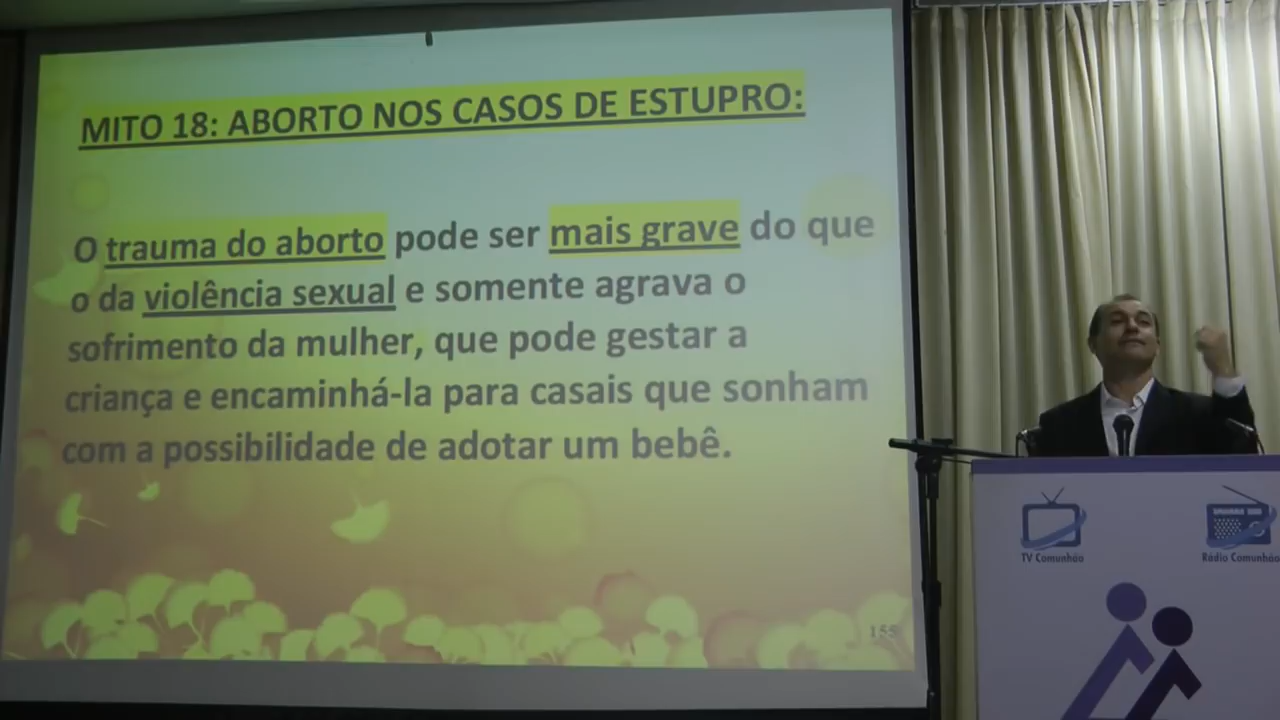 MITO 18: ABORTO NOS CASOS DE ESTUPRO:
O trauma do aborto pode ser mais grave do que
o da violência sexual e somente agrava o
sofrimento da mulher, que pode gestar a
criança e encaminhá-la para casais que sonham
com a possibilidade de adotar um bebê.
155
TV Comunhão
Rádio Comunhão